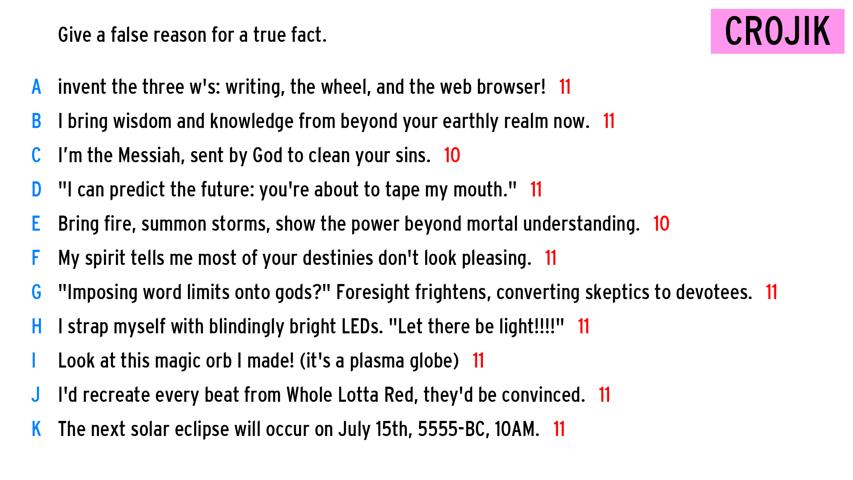 Give a false reason for a true fact.
CROJIK
A invent the three w's: writing, the wheel, and the web browser! 11
B I bring wisdom and knowledge from beyond your earthly realm now. 11
C I'm the Messiah, sent by God to clean your sins. 10
D "I can predict the future: you're about to tape my mouth." 11
E Bring fire, summon storms, show the power beyond mortal understanding. 10
F My spirit tells me most of your destinies don't look pleasing. 11
G "Imposing word limits onto gods?" Foresight frightens, converting skeptics to devotees. 11
H I strap myself with blindingly bright LEDs. "Let there be light!!!!" 11
I Look at this magic orb I made! (it's a plasma globe) 11
J I'd recreate every beat from Whole Lotta Red, they'd be convinced. 11
K The next solar eclipse will occur on July 15th, 5555-BC, 10AM. 11